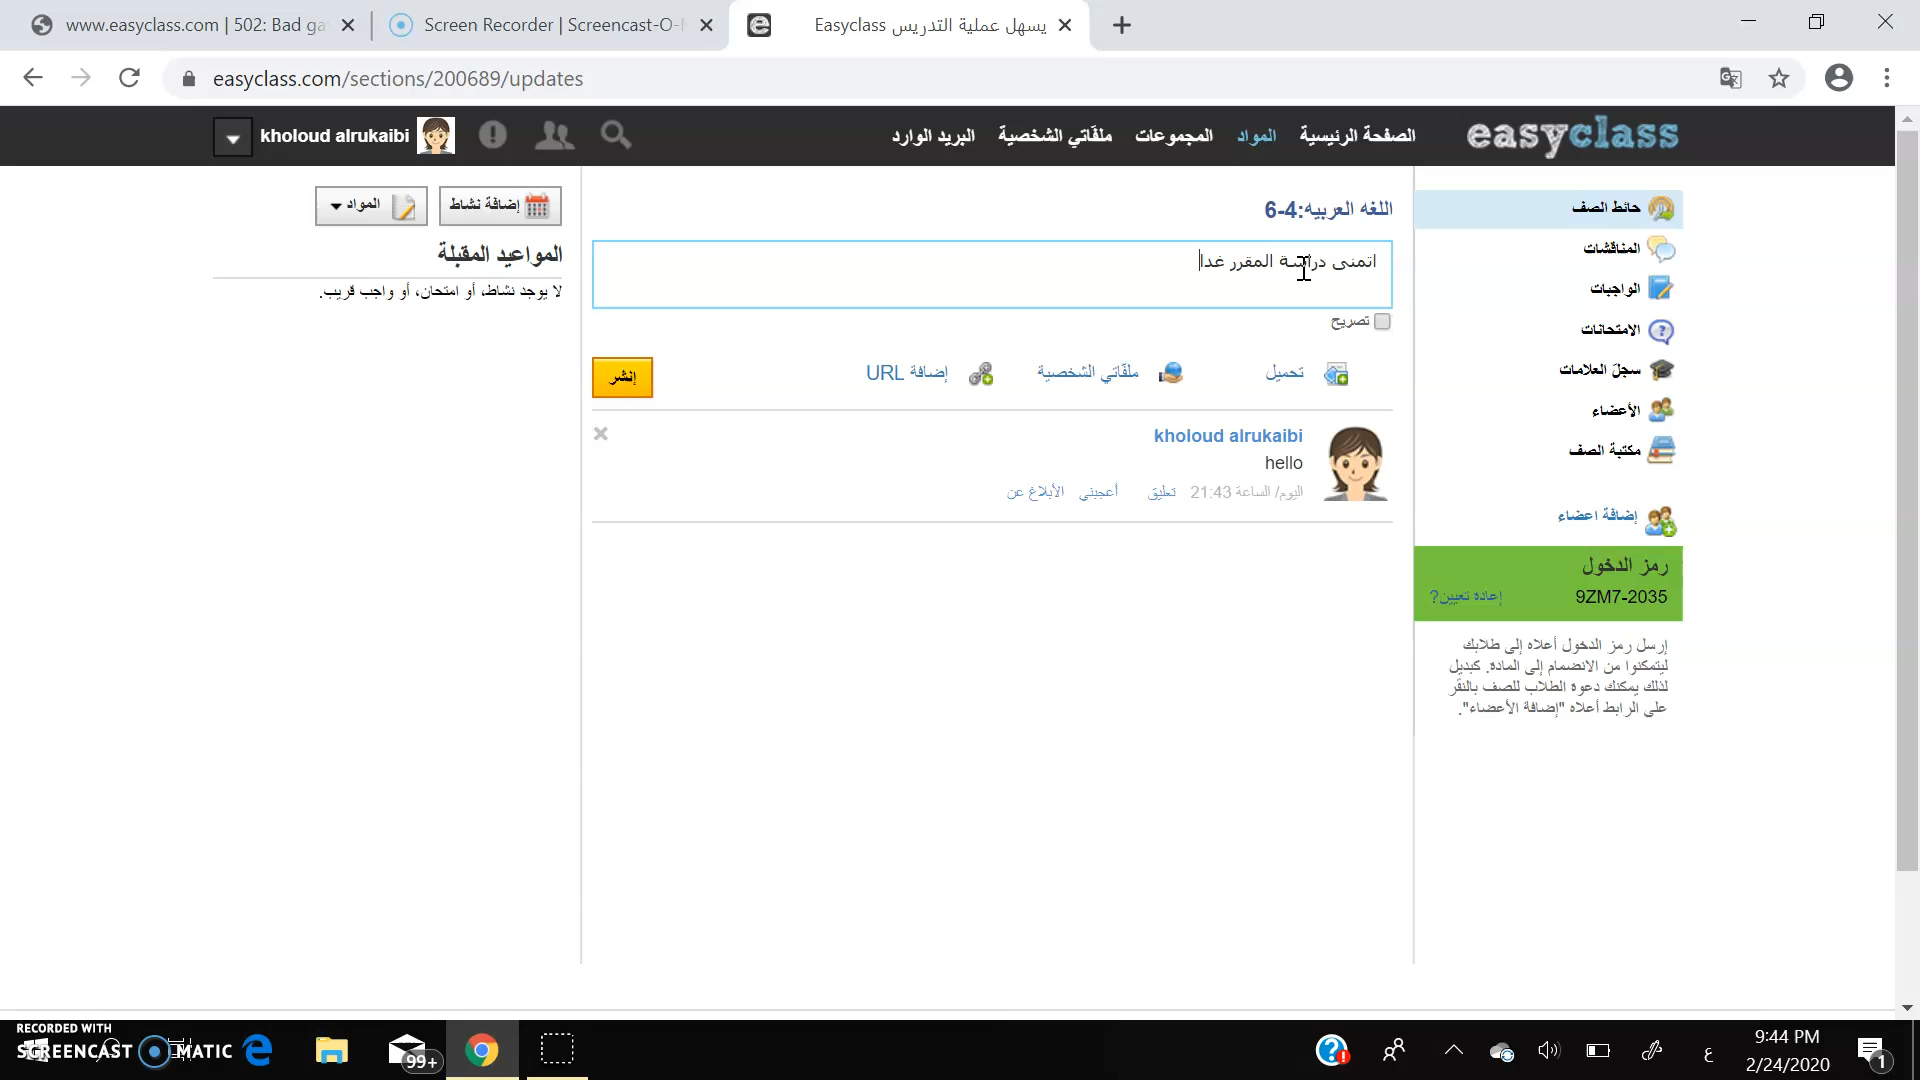 www.easyclass.com | 502: Bad ga
Screen Recorder | Screencast-O-M
يسهل عملية التدريس Easyclass
easyclass.com/sections/200689/updates
easyclass
الصفحة الرئيسية
المواد
المجموعات
ملفّاتي الشخصية
البريد الوارد
kholoud alrukaibi
حائط الصف
المناقشات
الواجبات
الامتحانات
سجلّ العلامات
الأعضاء
مكتبة الصف
إضافة اعضاء
رمز الدخول
9ZM7-2035
إعادة تعيين?
إرسل رمز الدخول أعلاه إلى طلابك
ليتمكنوا من الانضمام إلى المادة. كبديل
لذلك يمكنك دعوة الطلاب للصف بالنقر
على الرابط أعلاه "إضافة الأعضاء".
اللغه العربيه:4-6
اتمنى دراسة المقرر غدا
تصريح
تحميل
ملفّاتي الشخصية
إضافة URL
إنشر
kholoud alrukaibi
hello
اليوم/ الساعة 21:43
تعليق
أعجبني
الأبلاغ عن
إضافة نشاط
المواد
المواعيد المقبلة
لا يوجد نشاط، أو امتحان، أو واجب قريب.
RECORDED WITH
SCREENCAST MATIC
99+
ع
9:44 PM
2/24/2020
1